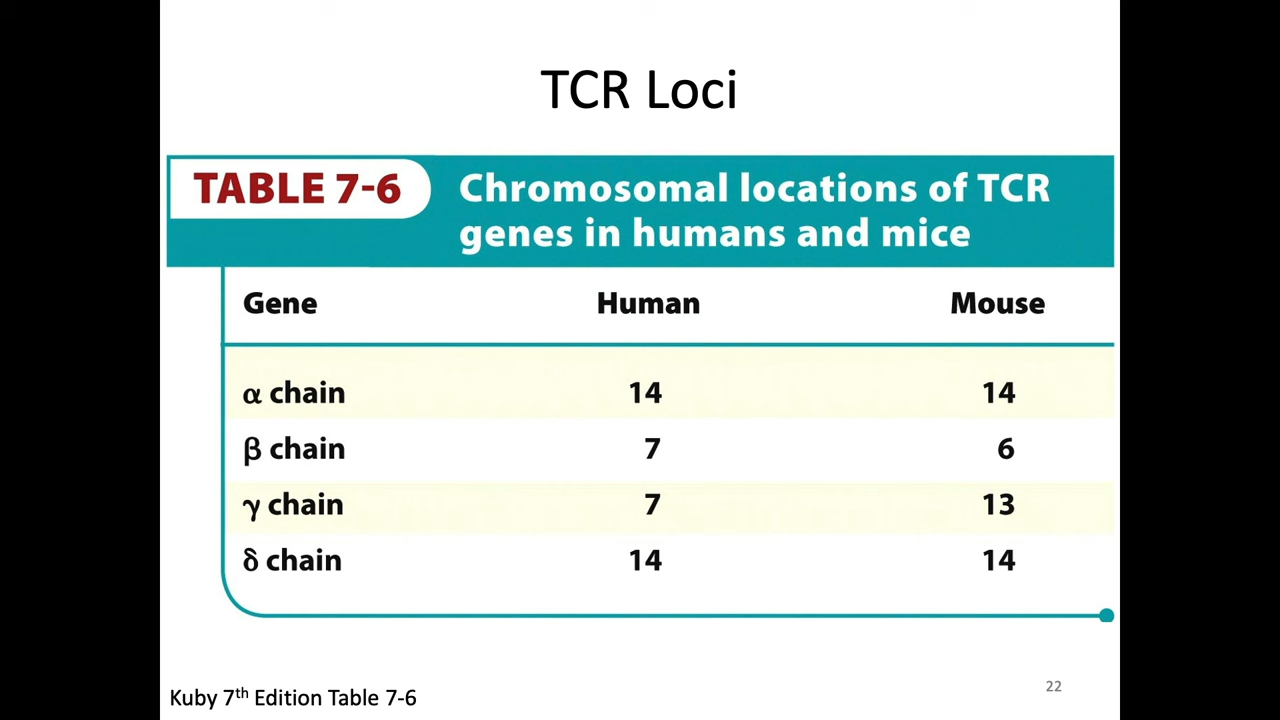 TCR Loci
TABLE 7-6
Chromosomal locations of TCR
genes in humans and mice
Gene Human Mouse
α chain 14 14
β chain 7 6
γ chain 7 13
δ chain 14 14
Kuby 7th Edition Table 7-6
22